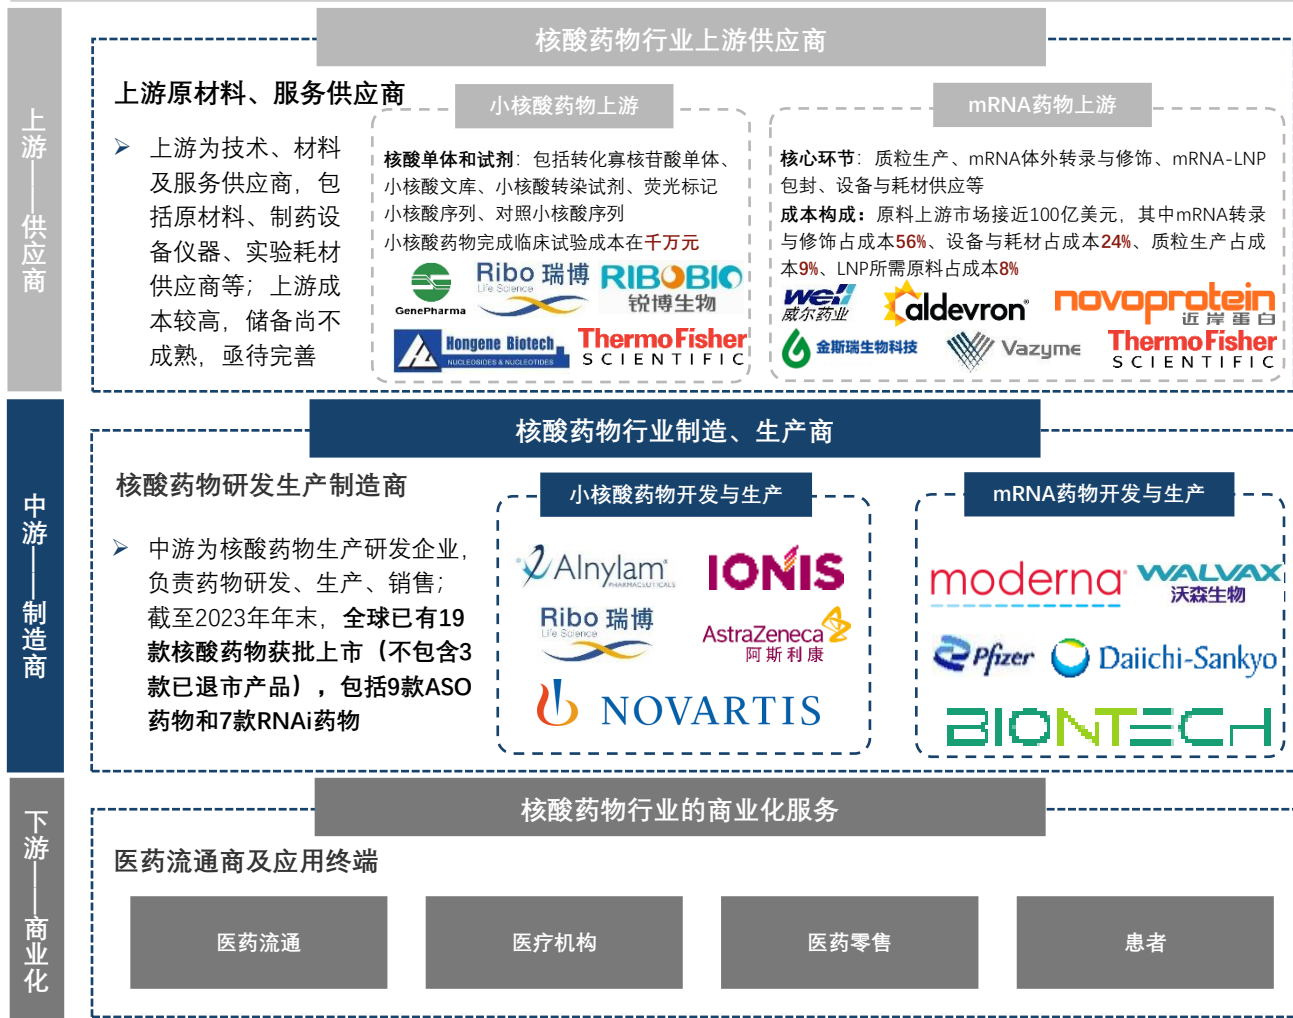 核酸药物行业上游供应商
上游——供应商
上游原材料、服务供应商
➢ 上游为技术、材料
及服务供应商，包
括原材料、制药设
备仪器、实验耗材
供应商等；上游成
本较高，储备尚不
成熟，亟待完善
小核酸药物上游
核酸单体和试剂：包括转化寡核苷酸单体、
小核酸文库、小核酸转染试剂、荧光标记
小核酸序列、对照小核酸序列
小核酸药物完成临床试验成本在千万元
GenePharma
Ribo 瑞博
Life Science
RIBOBIO
锐博生物
Hongene Biotech
NUCLEOSIDES & NUCLEOTIDES
ThermoFisher
SCIENTIFIC
mRNA药物上游
核心环节：质粒生产、mRNA体外转录与修饰、mRNA-LNP
包封、设备与耗材供应等
成本构成：原料上游市场接近100亿美元，其中mRNA转录
与修饰占成本56%、设备与耗材占成本24%、质粒生产占成
本9%、LNP所需原料占成本8%
well
威尔药业
aldevron
novoprotein
近岸蛋白
金斯瑞生物科技
Vazyme
ThermoFisher
SCIENTIFIC
核酸药物行业制造、生产商
中游——制造商
核酸药物研发生产制造商
➢ 中游为核酸药物生产研发企业，
负责药物研发、生产、销售；
截至2023年年末，全球已有19
款核酸药物获批上市（不包含3
款已退市产品），包括9款ASO
药物和7款RNAi药物
小核酸药物开发与生产
Alnylam
PHARMACEUTICALS
IONIS
Ribo 瑞博
Life Science
AstraZeneca
阿斯利康
NOVARTIS
mRNA药物开发与生产
moderna
WALVAX
沃森生物
Pfizer
Daiichi-Sankyo
BIONTECH
核酸药物行业的商业化服务
下游——商业化
医药流通商及应用终端
医药流通
医疗机构
医药零售
患者